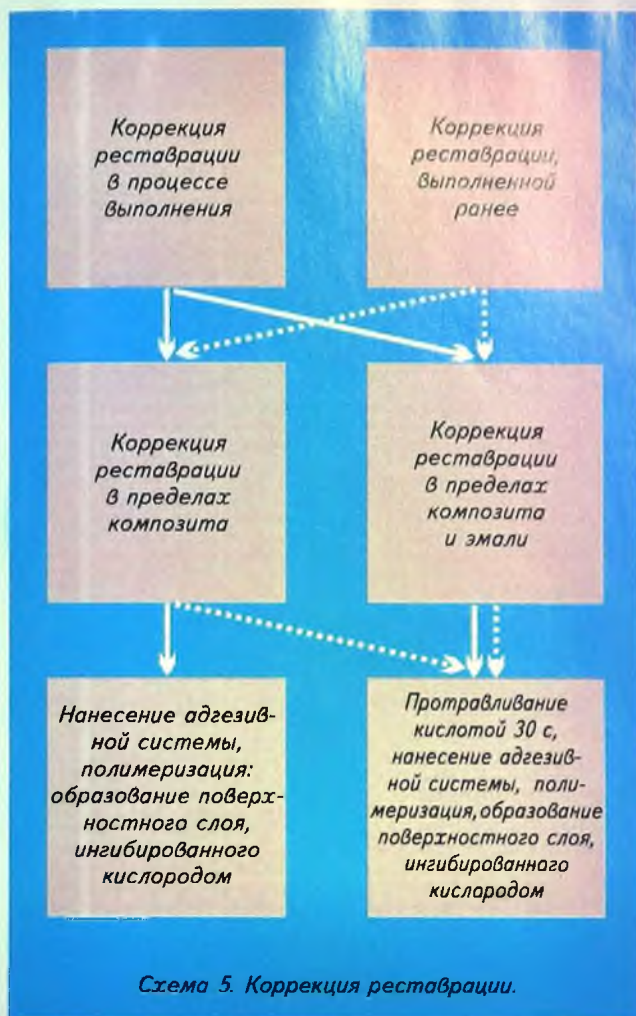 Коррекция
реставрации
в процессе
выполнения
Коррекция
реставрации,
выполненной
ранее
Коррекция
реставрации
в пределах
композита
Коррекция
реставрации
в пределах
композита
и эмали
Нанесение адгезив-
ной системы,
полимеризация:
образование поверх-
ностного слоя,
ингибированного
кислородом
Протравливание
кислотой 30 с,
нанесение адгезив-
ной системы, поли-
меризация, образование
поверхностного слоя,
ингибированного
кислородом
Схема 5. Коррекция реставрации.